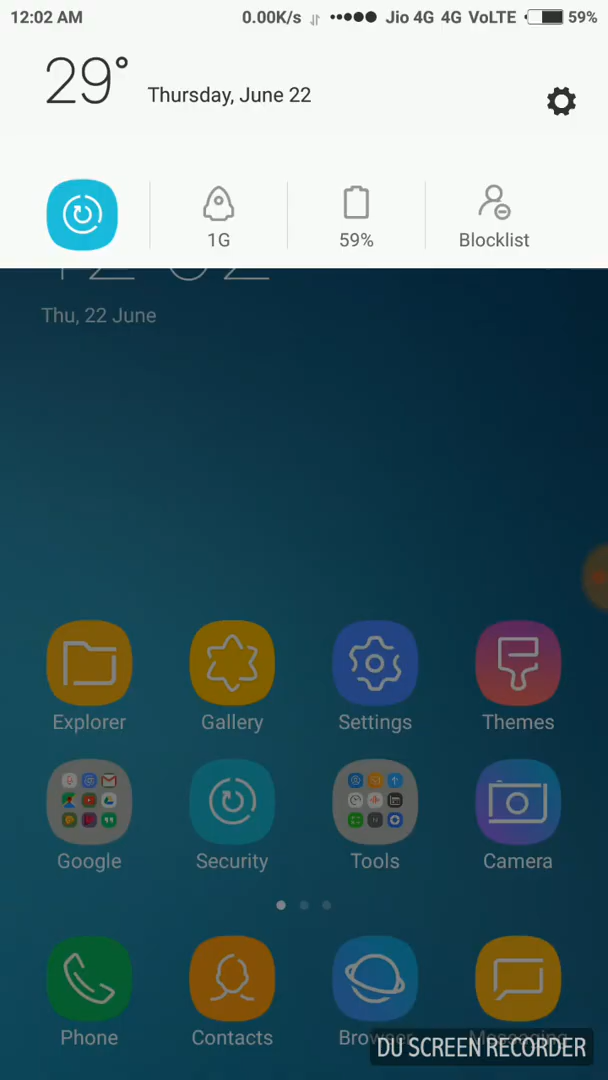 12:02 AM 0.00K/s Jio 4G 4G VoLTE 59%
29° Thursday, June 22
1G 59% Blocklist
Thu, 22 June
Explorer Gallery Settings Themes
Google Security Tools Camera
Phone Contacts Browser Messaging
DU SCREEN RECORDER